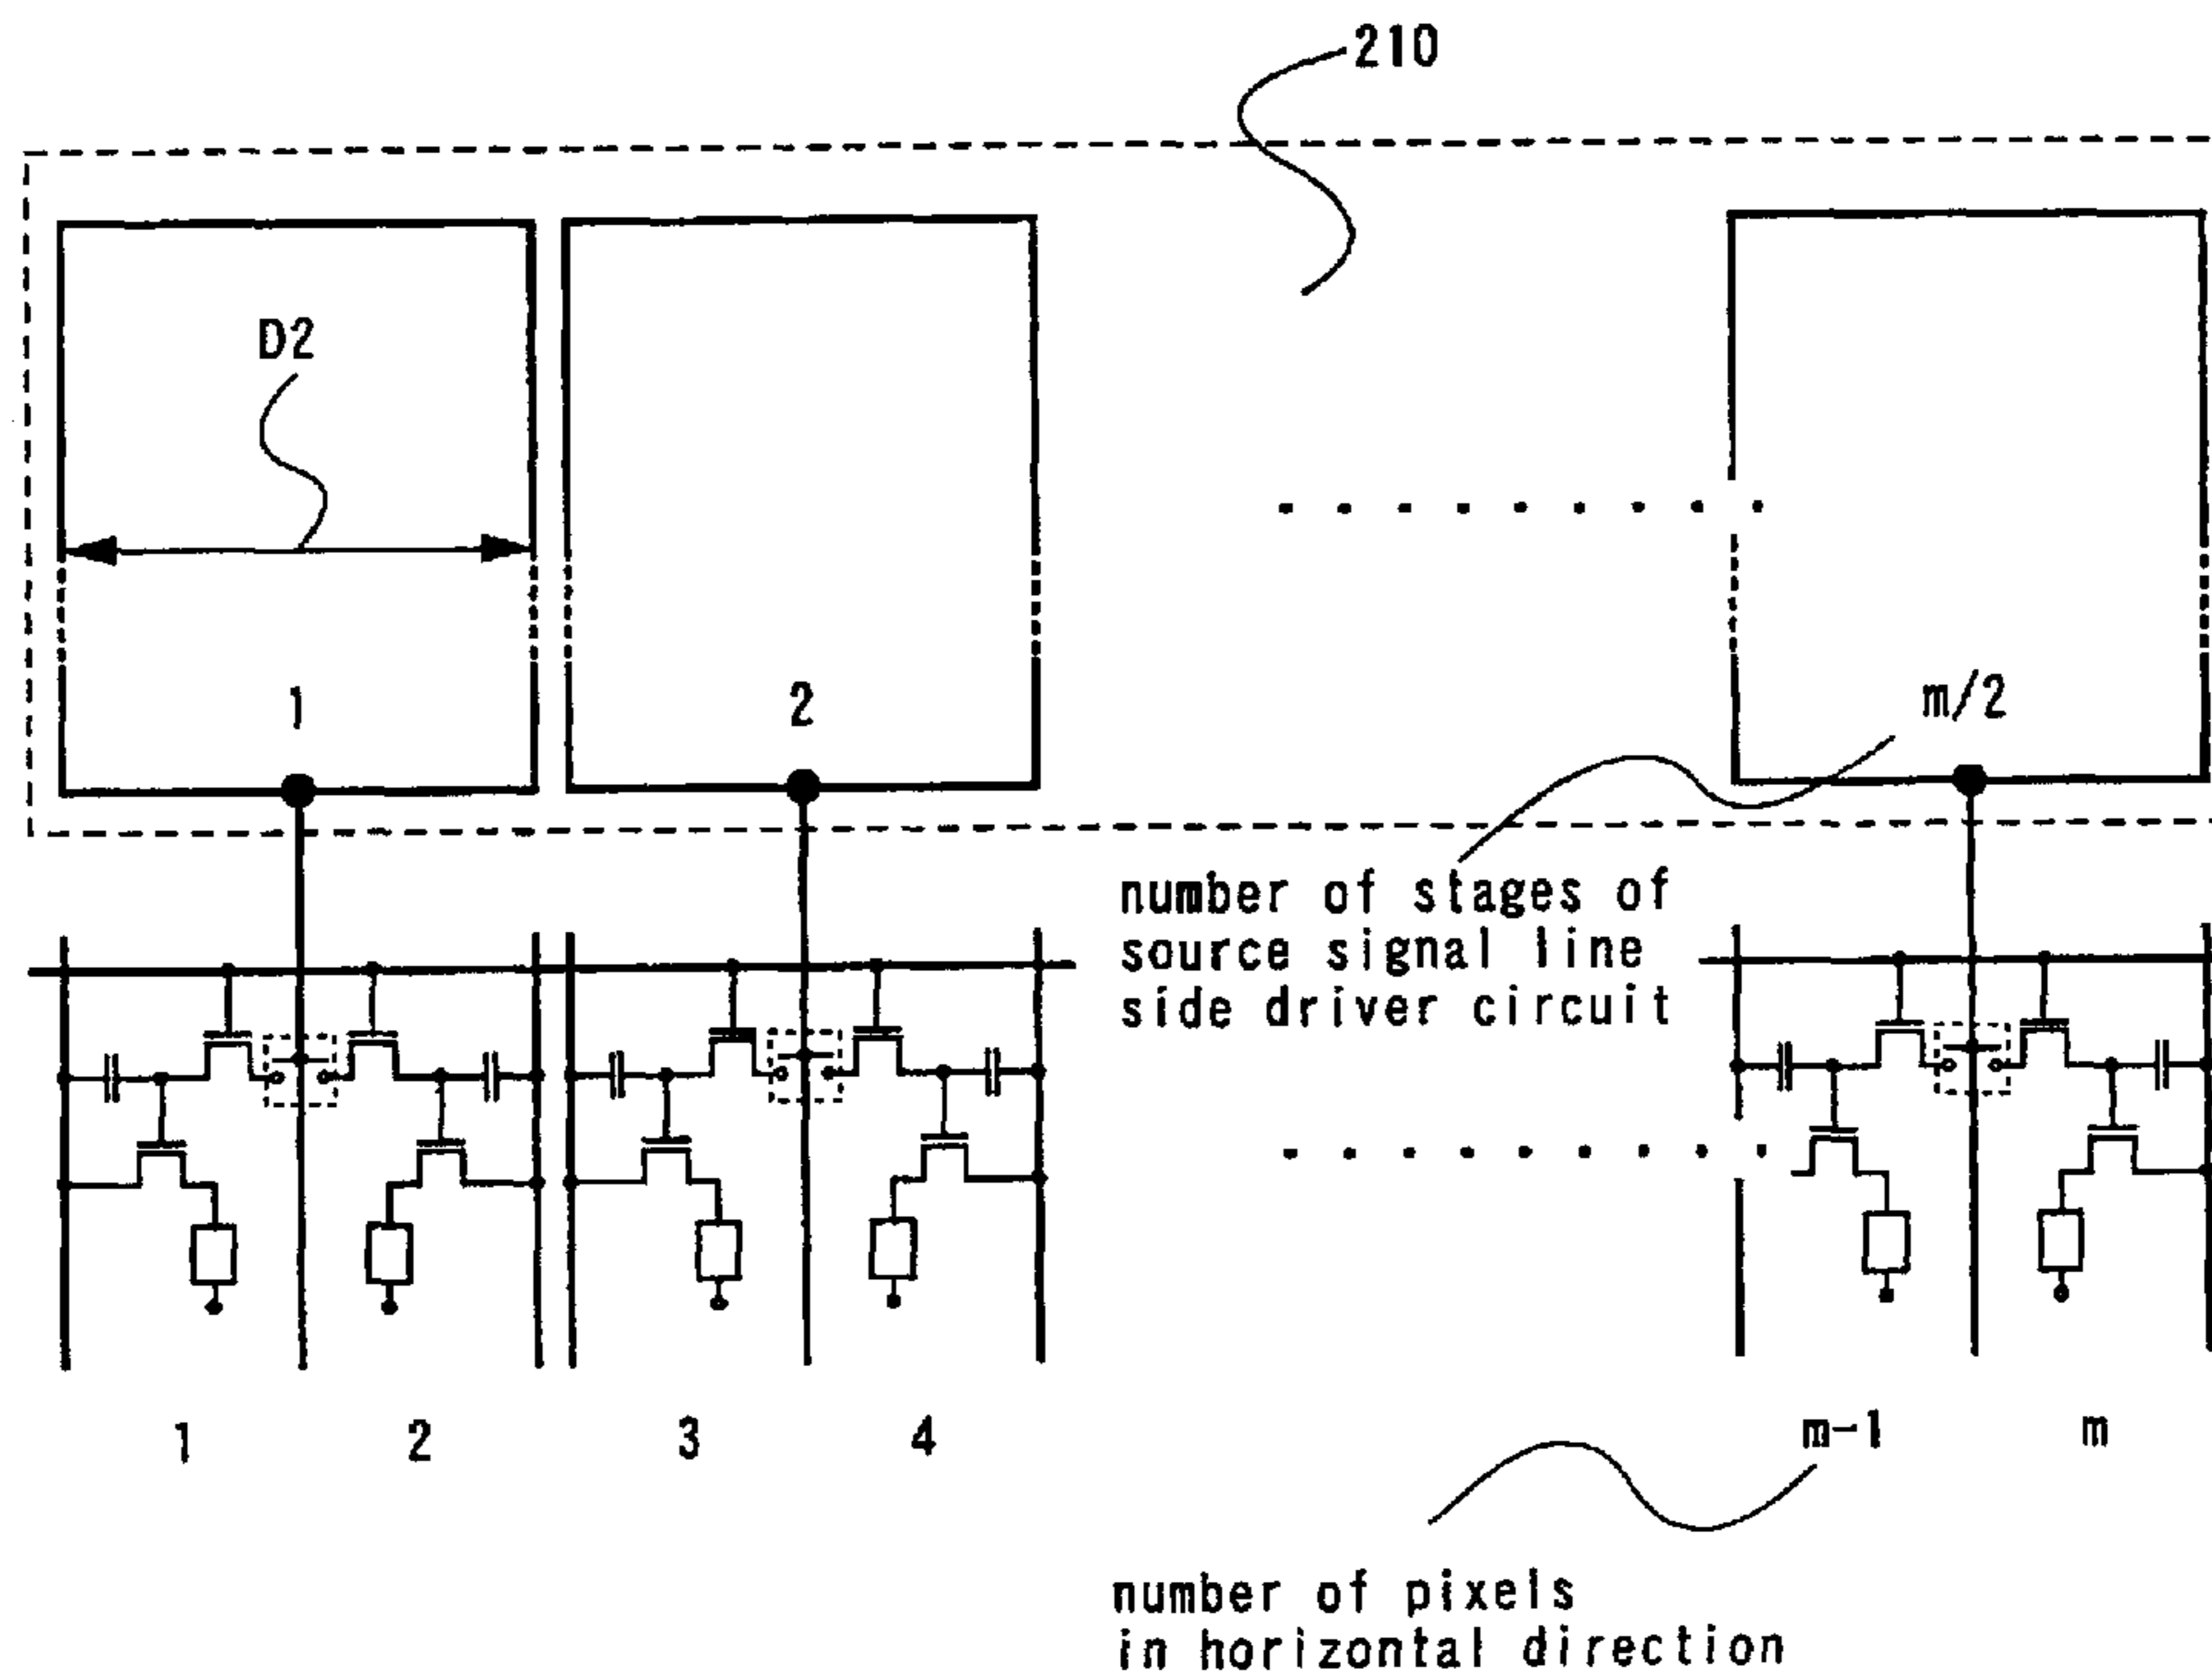 210
D2
1
2
m/2
number of stages of
source signal line
side driver circuit
1 2 3 4 m-1 m
number of pixels
in horizontal direction